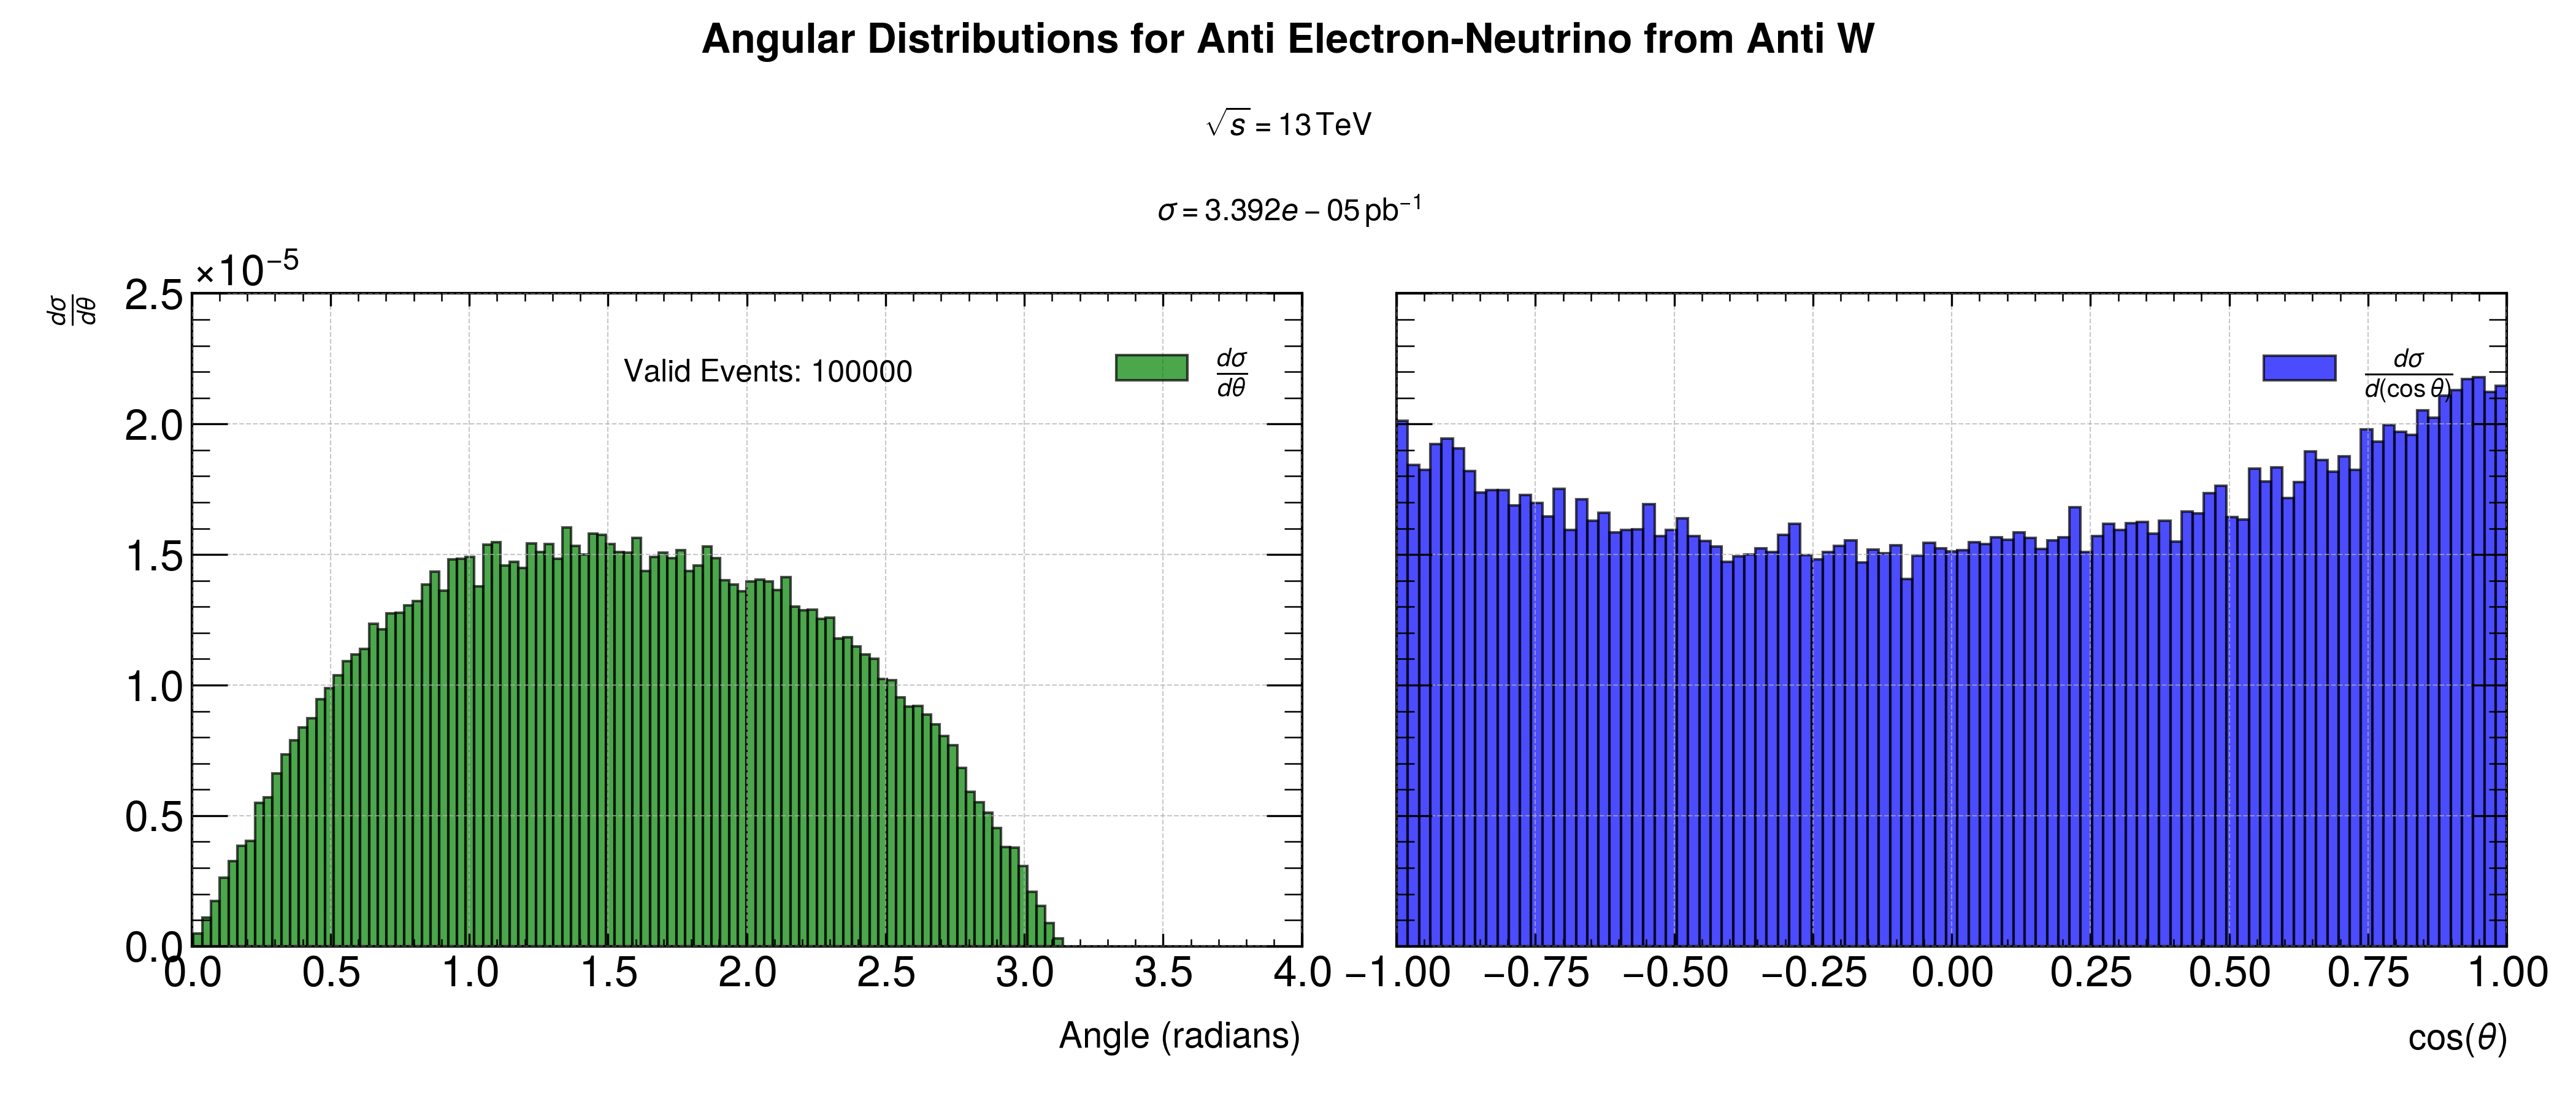 Angular Distributions for Anti Electron-Neutrino from Anti W
√s = 13 TeV
σ = 3.392e − 05 pb⁻¹
×10⁻⁵
dσ/dθ
2.5
2.0
1.5
1.0
0.5
0.0
Valid Events: 100000
dσ/dθ
0.0 0.5 1.0 1.5 2.0 2.5 3.0 3.5 4.0
Angle (radians)
dσ/d(cos θ)
−1.00 −0.75 −0.50 −0.25 0.00 0.25 0.50 0.75 1.00
cos(θ)